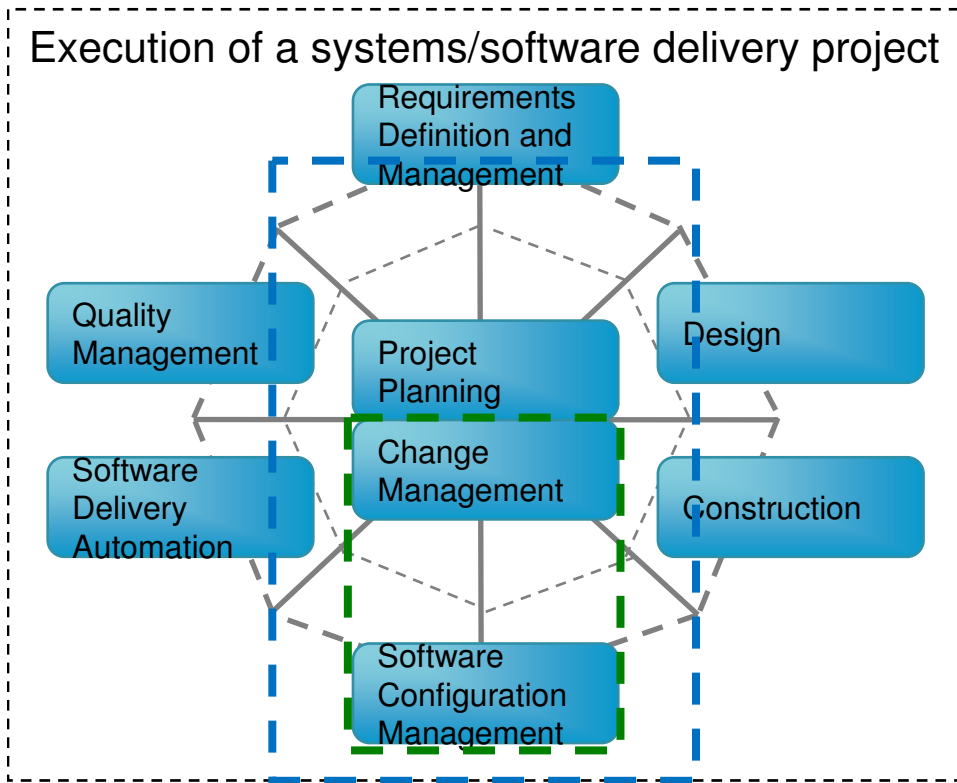 Execution of a systems/software delivery project
Requirements
Definition and
Management
Quality
Management
Project
Planning
Design
Change
Management
Software
Delivery
Automation
Construction
Software
Configuration
Management